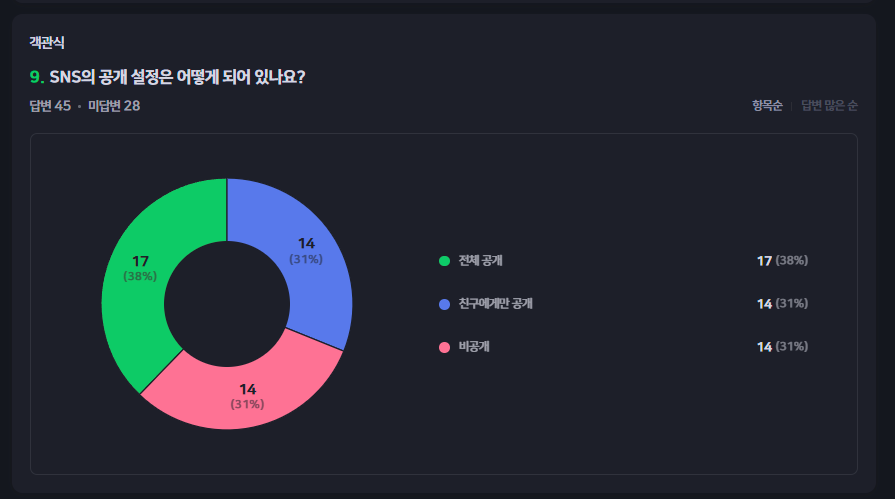 객관식
9. SNS의 공개 설정은 어떻게 되어 있나요?
답변 45 • 미답변 28
항목순 | 답변 많은 순
17
(38%)
14
(31%)
14
(31%)
전체 공개 17 (38%)
친구에게만 공개 14 (31%)
비공개 14 (31%)